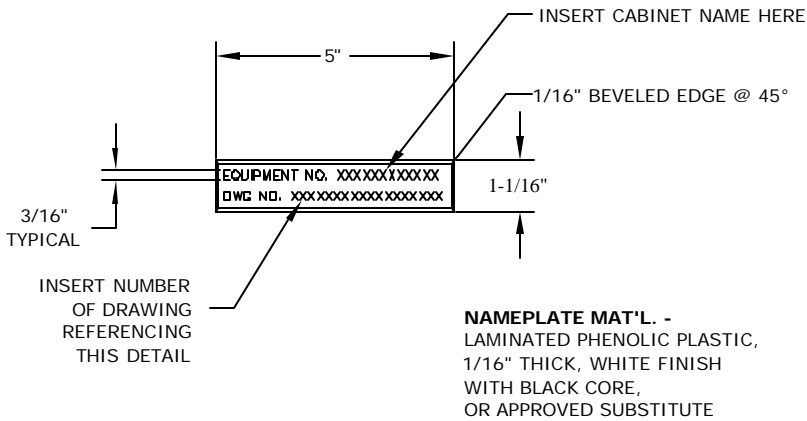 INSERT CABINET NAME HERE
5"
1/16" BEVELED EDGE @ 45°
EQUIPMENT NO. XXXXXXXXXXXX
DWG NO. XXXXXXXXXXXXXXXXXX
1-1/16"
3/16"
TYPICAL
INSERT NUMBER
OF DRAWING
REFERENCING
THIS DETAIL
NAMEPLATE MAT'L. -
LAMINATED PHENOLIC PLASTIC,
1/16" THICK, WHITE FINISH
WITH BLACK CORE,
OR APPROVED SUBSTITUTE